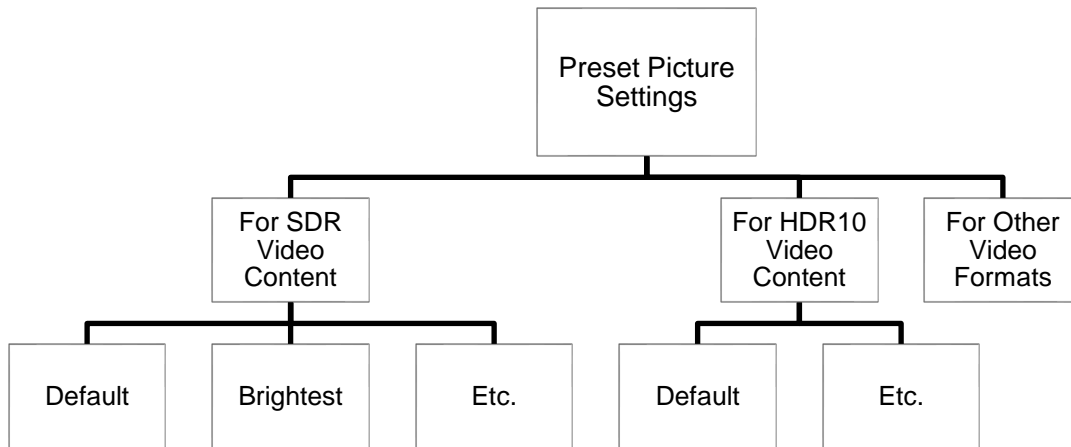 Preset Picture
Settings
For SDR
Video
Content
For HDR10
Video
Content
For Other
Video
Formats
Default
Brightest
Etc.
Default
Etc.